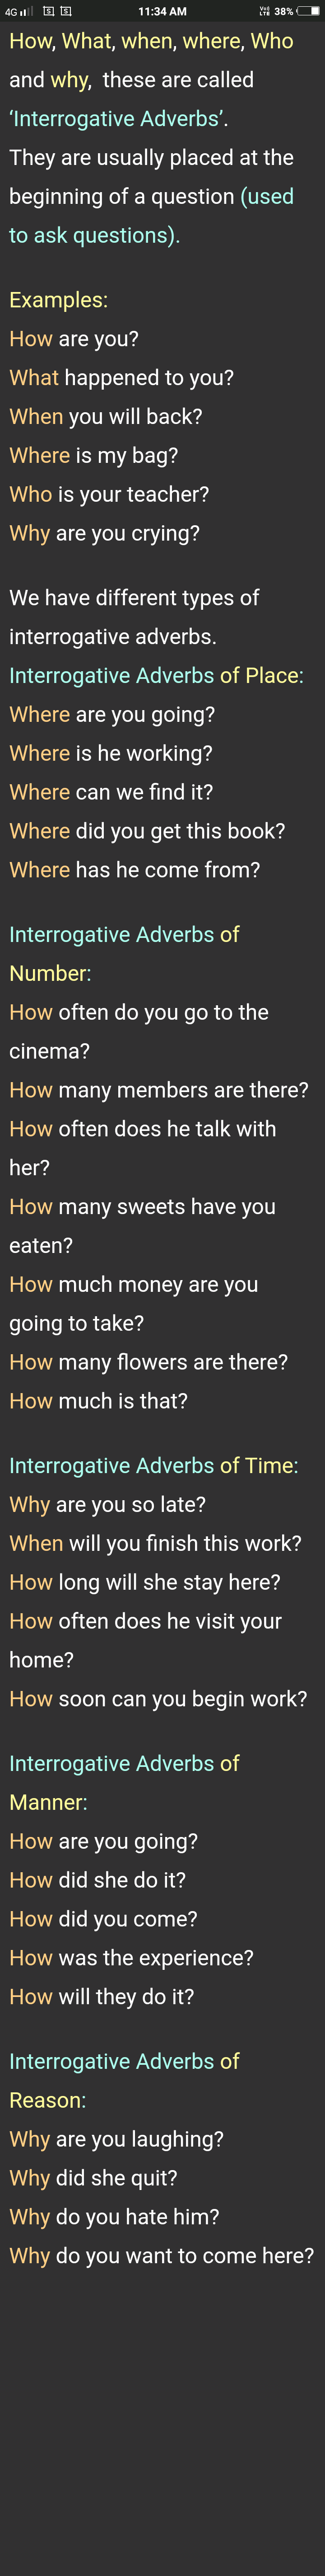 4G 11:34 AM VoLTE 38%
How, What, when, where, Who
and why, these are called
‘Interrogative Adverbs’.
They are usually placed at the
beginning of a question (used
to ask questions).
Examples:
How are you?
What happened to you?
When you will back?
Where is my bag?
Who is your teacher?
Why are you crying?
We have different types of
interrogative adverbs.
Interrogative Adverbs of Place:
Where are you going?
Where is he working?
Where can we find it?
Where did you get this book?
Where has he come from?
Interrogative Adverbs of
Number:
How often do you go to the
cinema?
How many members are there?
How often does he talk with
her?
How many sweets have you
eaten?
How much money are you
going to take?
How many flowers are there?
How much is that?
Interrogative Adverbs of Time:
Why are you so late?
When will you finish this work?
How long will she stay here?
How often does he visit your
home?
How soon can you begin work?
Interrogative Adverbs of
Manner:
How are you going?
How did she do it?
How did you come?
How was the experience?
How will they do it?
Interrogative Adverbs of
Reason:
Why are you laughing?
Why did she quit?
Why do you hate him?
Why do you want to come here?